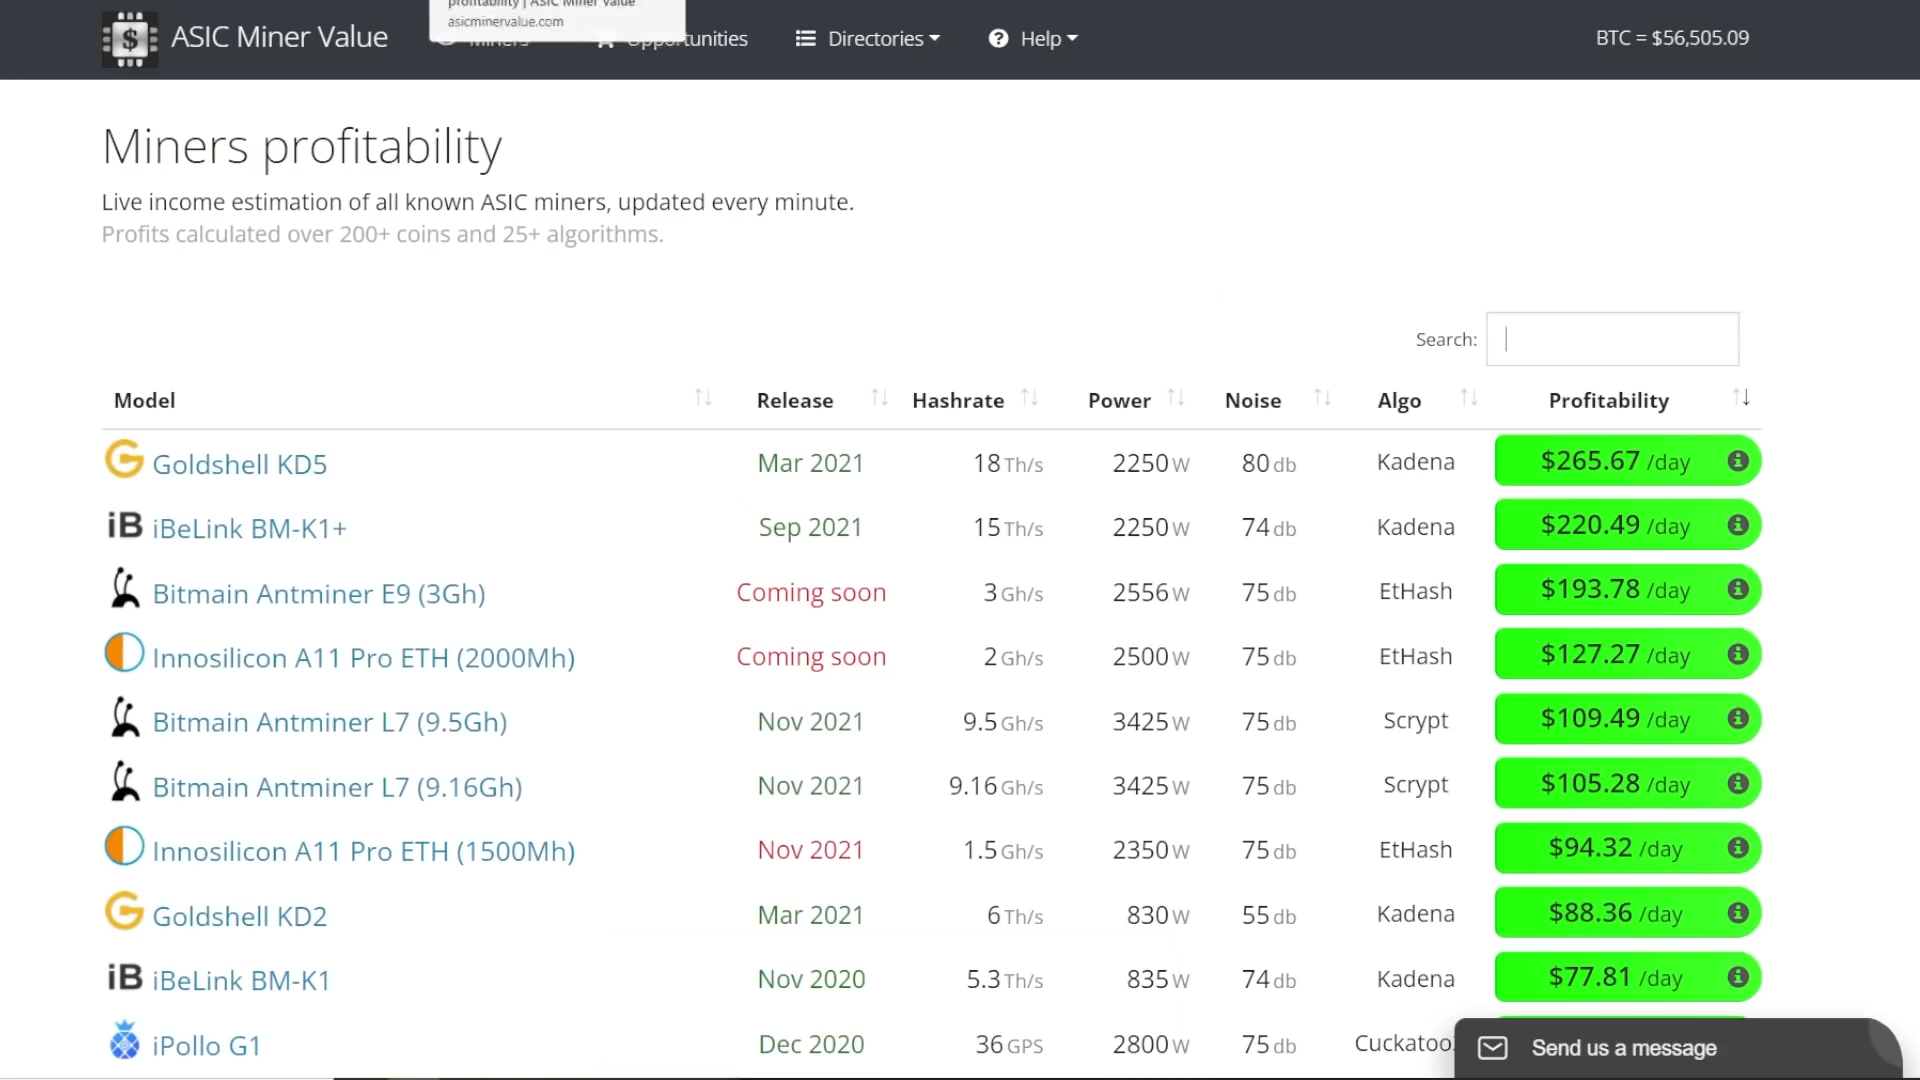 profitability | ASIC Miner Value
asicminervalue.com
ASIC Miner Value
Miners
Opportunities
Directories
Help
BTC = $56,505.09
Miners profitability
Live income estimation of all known ASIC miners, updated every minute.
Profits calculated over 200+ coins and 25+ algorithms.
Search:
Model Release Hashrate Power Noise Algo Profitability
Goldshell KD5 Mar 2021 18 Th/s 2250 W 80 db Kadena $265.67 /day
iB iBeLink BM-K1+ Sep 2021 15 Th/s 2250 W 74 db Kadena $220.49 /day
Bitmain Antminer E9 (3Gh) Coming soon 3 Gh/s 2556 W 75 db EtHash $193.78 /day
Innosilicon A11 Pro ETH (2000Mh) Coming soon 2 Gh/s 2500 W 75 db EtHash $127.27 /day
Bitmain Antminer L7 (9.5Gh) Nov 2021 9.5 Gh/s 3425 W 75 db Scrypt $109.49 /day
Bitmain Antminer L7 (9.16Gh) Nov 2021 9.16 Gh/s 3425 W 75 db Scrypt $105.28 /day
Innosilicon A11 Pro ETH (1500Mh) Nov 2021 1.5 Gh/s 2350 W 75 db EtHash $94.32 /day
Goldshell KD2 Mar 2021 6 Th/s 830 W 55 db Kadena $88.36 /day
iB iBeLink BM-K1 Nov 2020 5.3 Th/s 835 W 74 db Kadena $77.81 /day
iPollo G1 Dec 2020 36 GPS 2800 W 75 db Cuckatoo
Send us a message